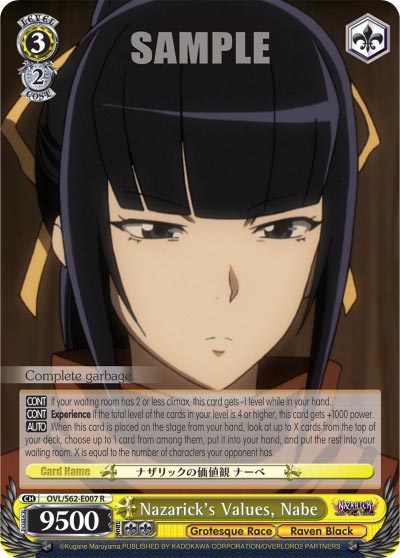 LEVEL
3
2
COST
SAMPLE
Complete garbage.
CONT If your waiting room has 2 or less climax, this card gets -1 level while in your hand.
CONT Experience If the total level of the cards in your level is 4 or higher, this card gets +1000 power.
AUTO When this card is placed on the stage from your hand, look at up to X cards from the top of
your deck, choose up to 1 card from among them, put it into your hand, and put the rest into your
waiting room. X is equal to the number of characters your opponent has.
Card Name
ナザリックの価値観 ナーベ
CD OVL/S62-E007 R
POWER
9500
SOUL
Nazarick's Values, Nabe
NAZARICK
Grotesque Race
Raven Black
©Kugane Maruyama,PUBLISHED BY KADOKAWA CORPORATION/OVERLORD2 PARTNERS